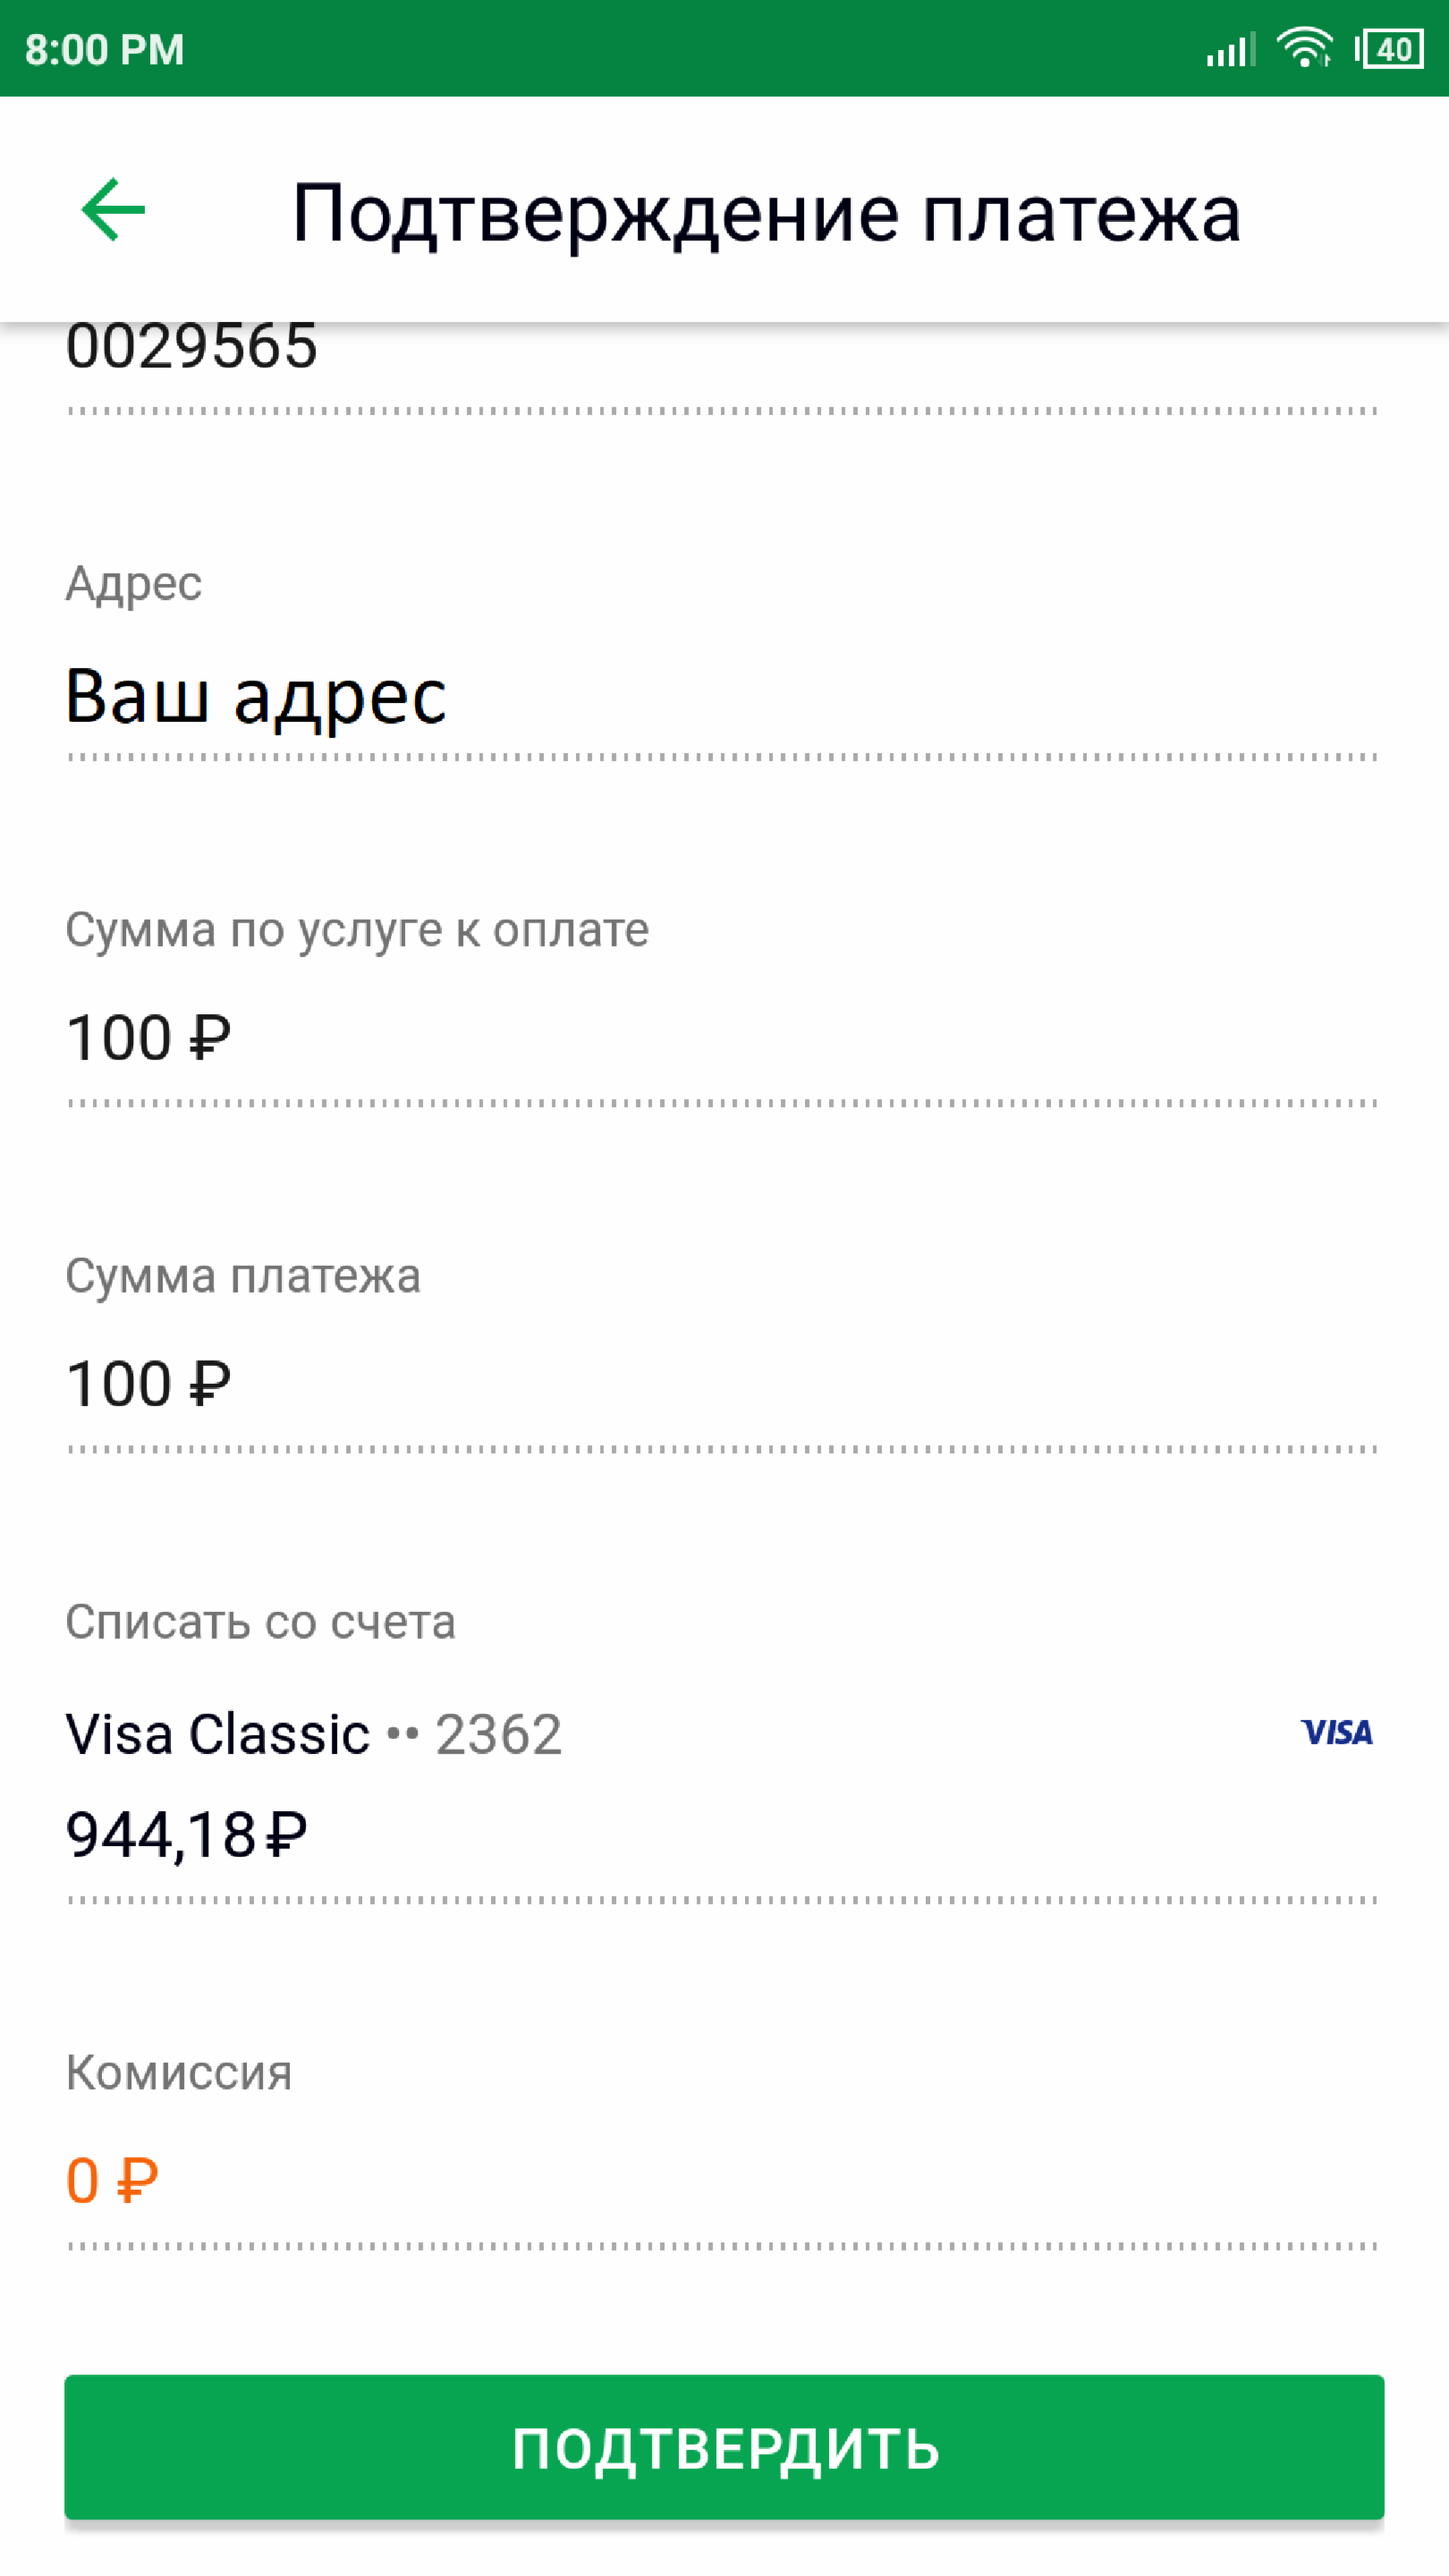 8:00 PM
40
Подтверждение платежа
0029565
Адрес
Ваш адрес
Сумма по услуге к оплате
100 ₽
Сумма платежа
100 ₽
Списать со счета
Visa Classic •• 2362
VISA
944,18 ₽
Комиссия
0 ₽
ПОДТВЕРДИТЬ